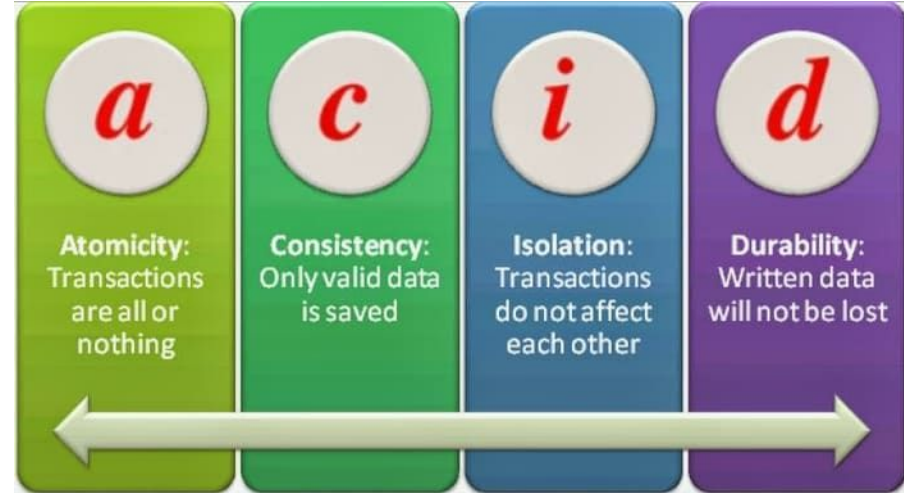 a
Atomicity:
Transactions
are all or
nothing
c
Consistency:
Only valid data
is saved
i
Isolation:
Transactions
do not affect
each other
d
Durability:
Written data
will not be lost